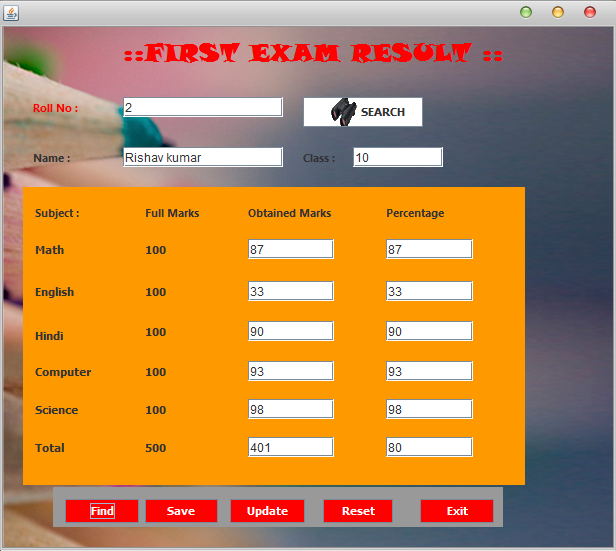 ::FIRST EXAM RESULT ::
Roll No : 2 SEARCH
Name : Rishav kumar Class : 10
Subject : Full Marks Obtained Marks Percentage
Math 100 87 87
English 100 33 33
Hindi 100 90 90
Computer 100 93 93
Science 100 98 98
Total 500 401 80
Find Save Update Reset Exit